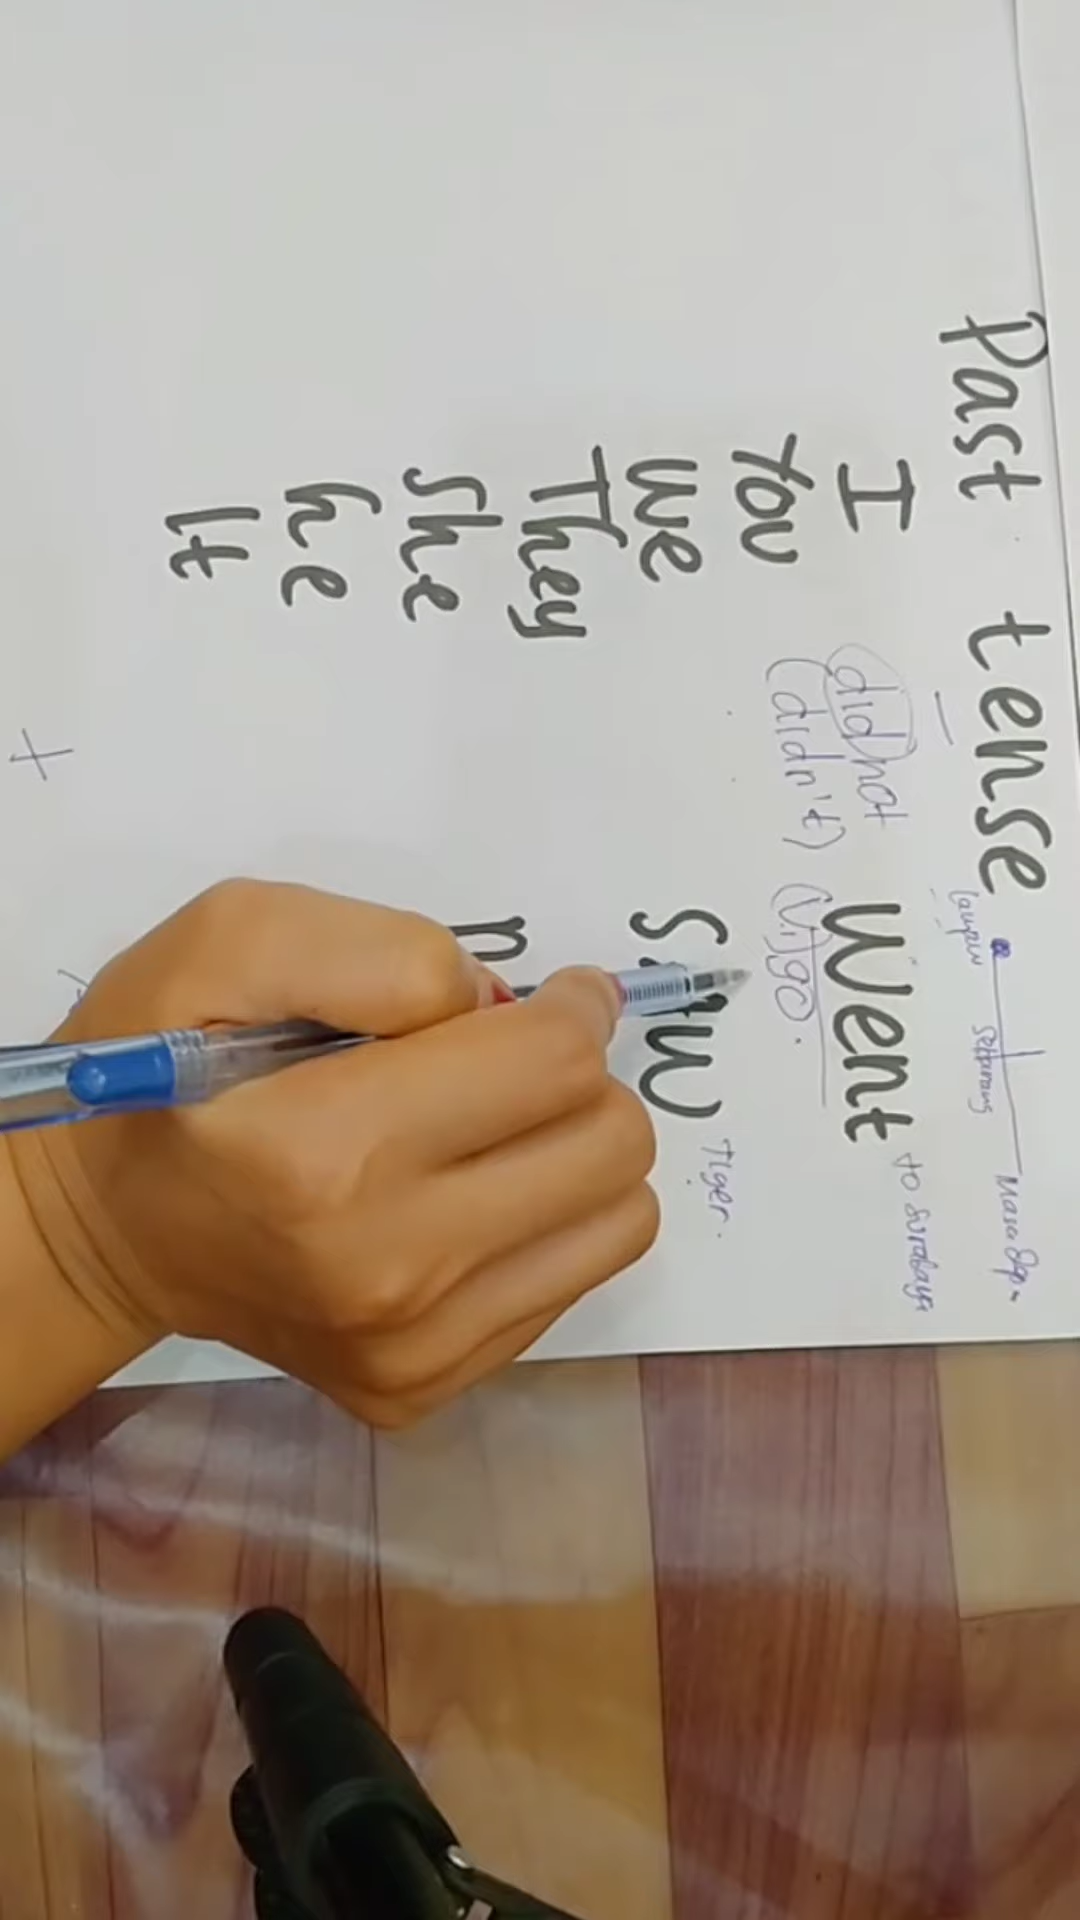 Past tense
lampau sekarang Masa dep
I Went to Surabaya
did not
You (didn't) (V.1) go.
We Saw Tiger.
They
She
he
It
+